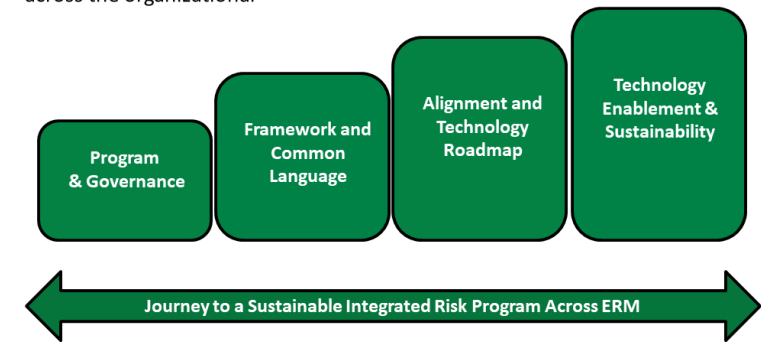 across the organizational
Program
& Governance
Framework and
Common
Language
Alignment and
Technology
Roadmap
Technology
Enablement &
Sustainability
Journey to a Sustainable Integrated Risk Program Across ERM